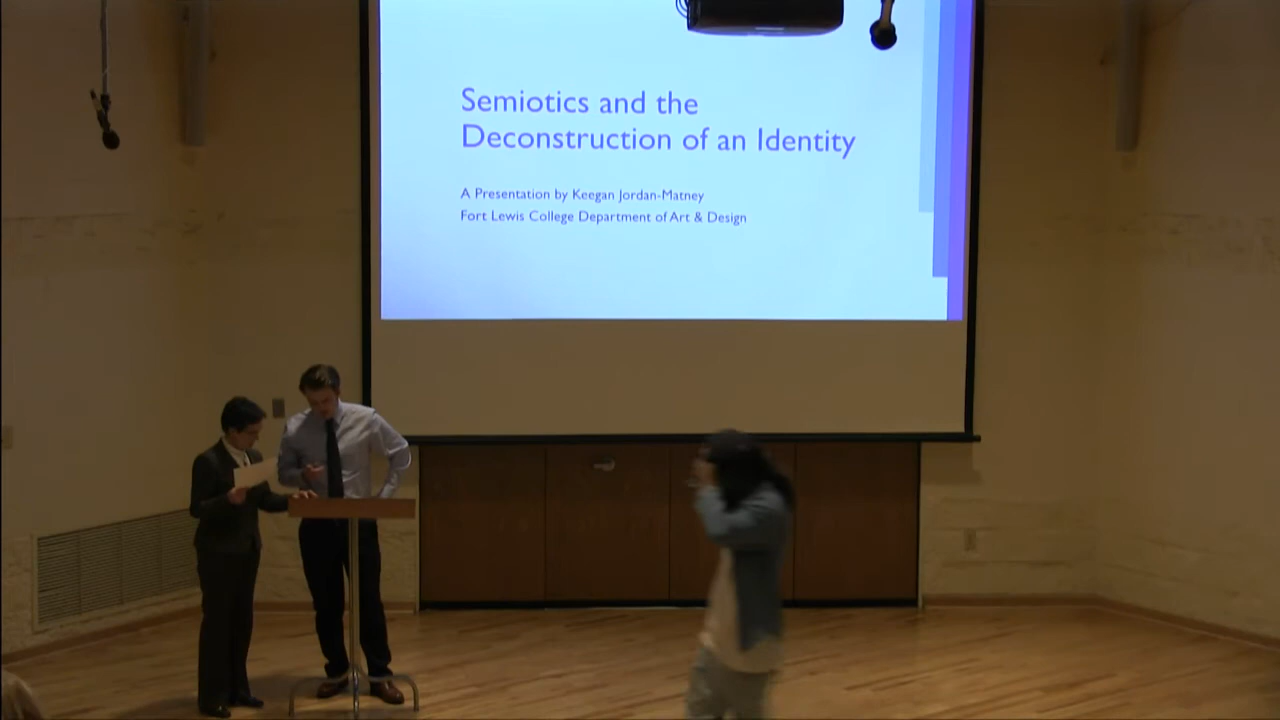 Semiotics and the
Deconstruction of an Identity
A Presentation by Keegan Jordan-Matney
Fort Lewis College Department of Art & Design